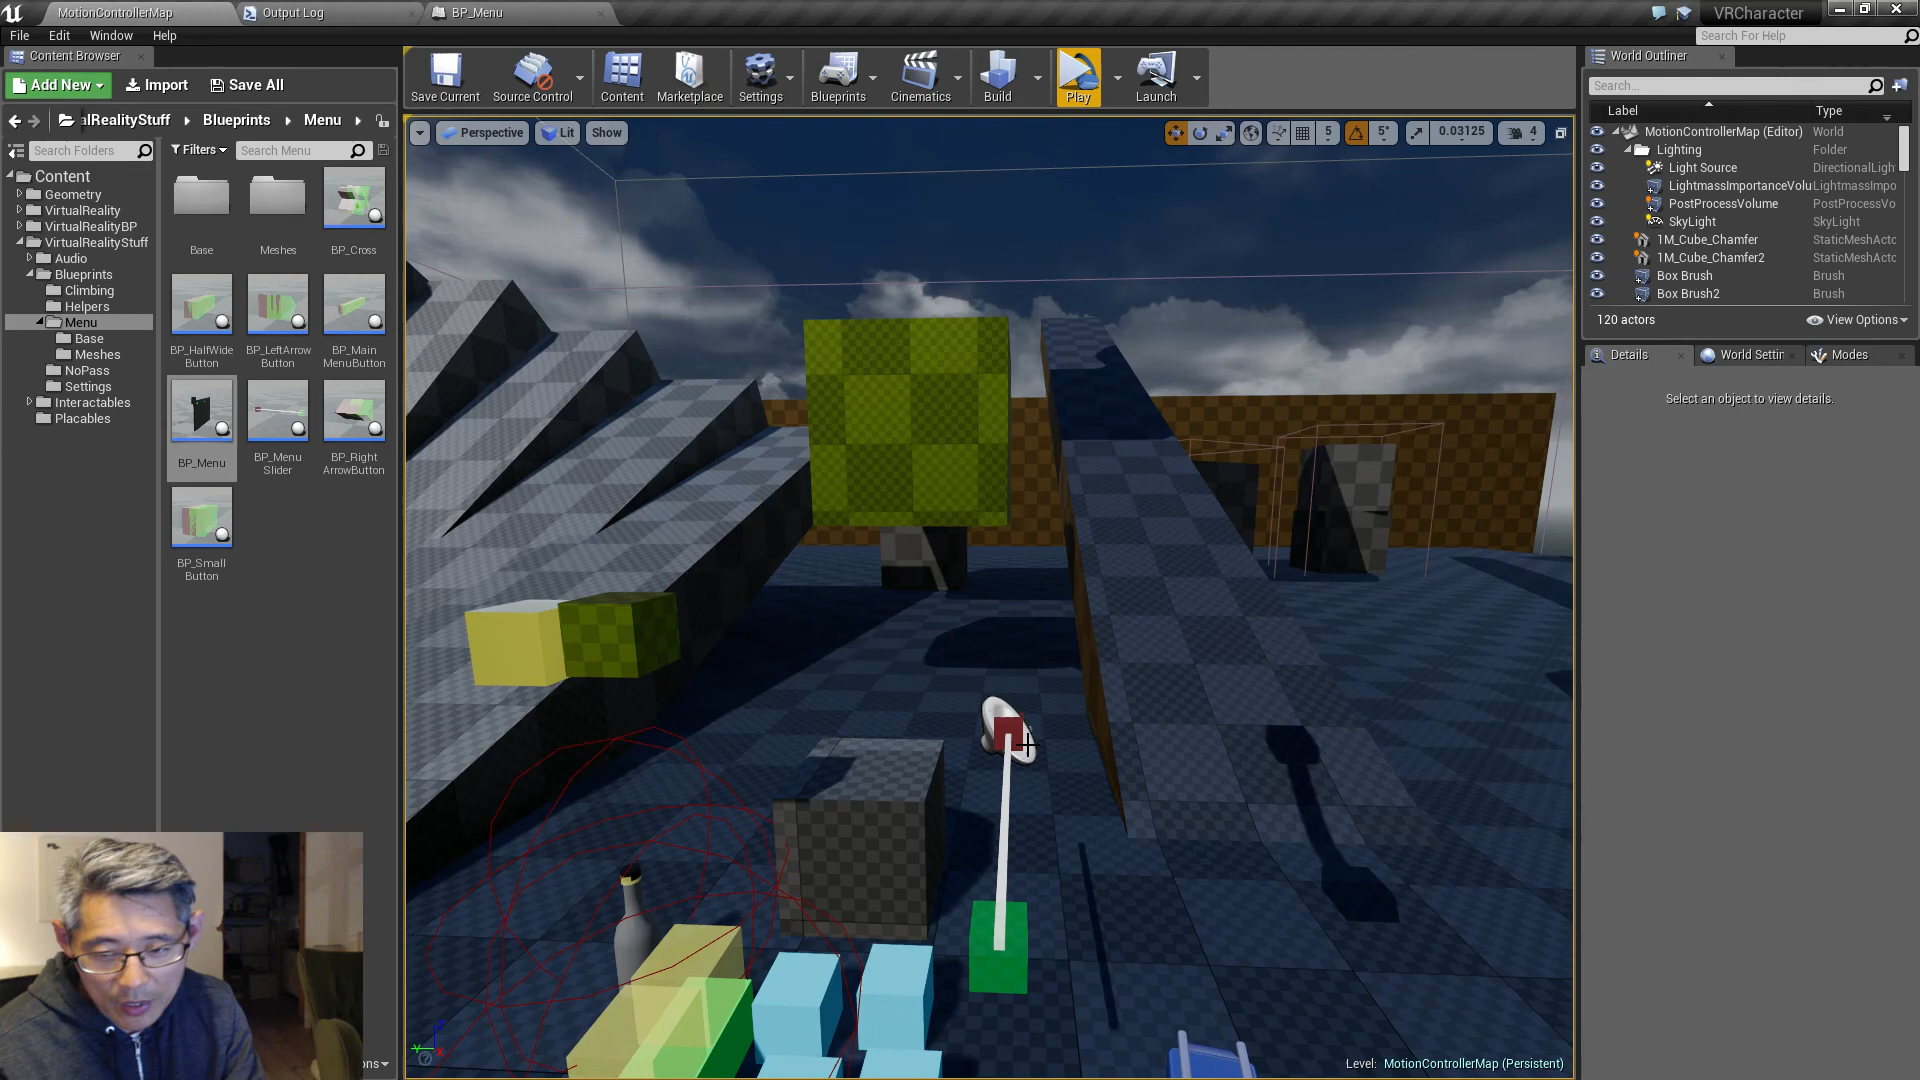 MotionControllerMap
Output Log
BP_Menu
VRCharacter
File Edit Window Help
Search For Help
Content Browser
Add New Import Save All
alRealityStuff Blueprints Menu
Search Folders
Filters
Search Menu
Content
Geometry
VirtualReality
VirtualRealityBP
VirtualRealityStuff
Audio
Blueprints
Climbing
Helpers
Menu
Base
Meshes
NoPass
Settings
Interactables
Placables
Base
Meshes
BP_Cross
BP_HalfWide
Button
BP_LeftArrow
Button
BP_Main
MenuButton
BP_Menu
BP_Menu
Slider
BP_Right
ArrowButton
BP_Small
Button
ons
Save Current
Source Control
Content
Marketplace
Settings
Blueprints
Cinematics
Build
Play
Launch
Perspective
Lit
Show
5
5°
0.03125
4
Level: MotionControllerMap (Persistent)
World Outliner
Search...
Label Type
MotionControllerMap (Editor) World
Lighting Folder
Light Source DirectionalLigh
LightmassImportanceVolu LightmassImpo
PostProcessVolume PostProcessVo
SkyLight SkyLight
1M_Cube_Chamfer StaticMeshActo
1M_Cube_Chamfer2 StaticMeshActo
Box Brush Brush
Box Brush2 Brush
120 actors
View Options
Details
World Settin
Modes
Select an object to view details.